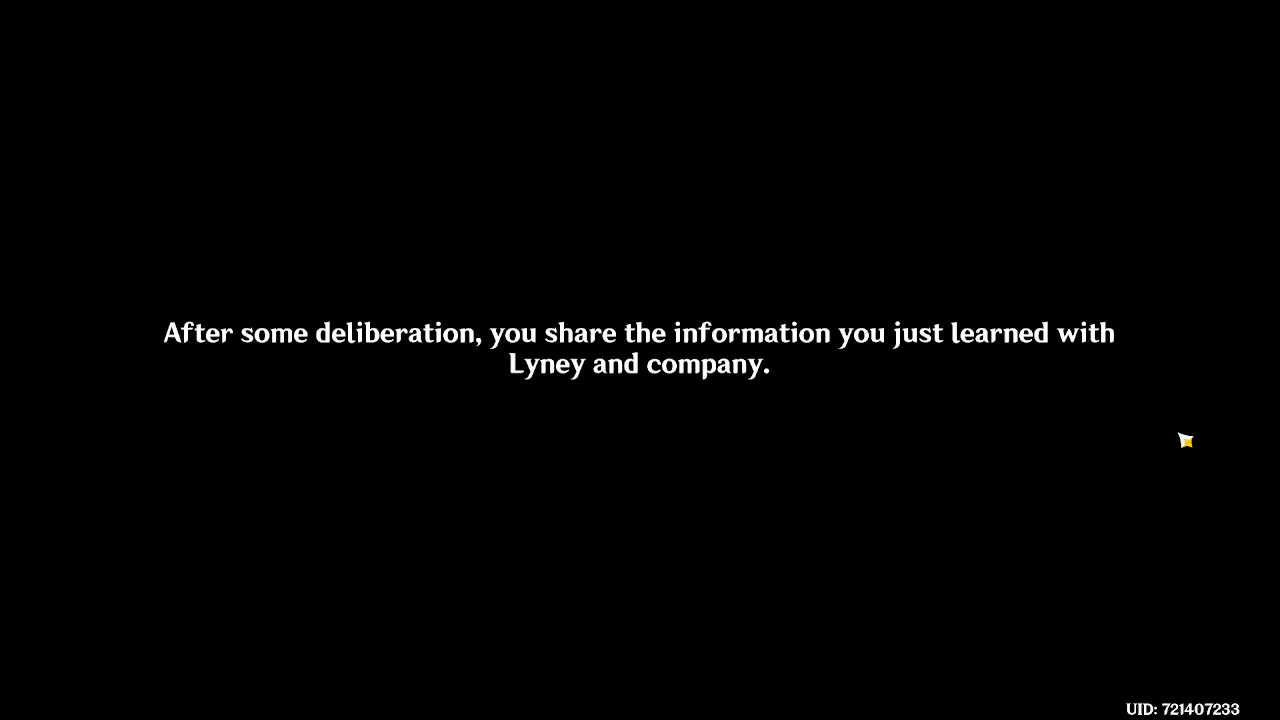 After some deliberation, you share the information you just learned with
Lyney and company.
UID: 721407233